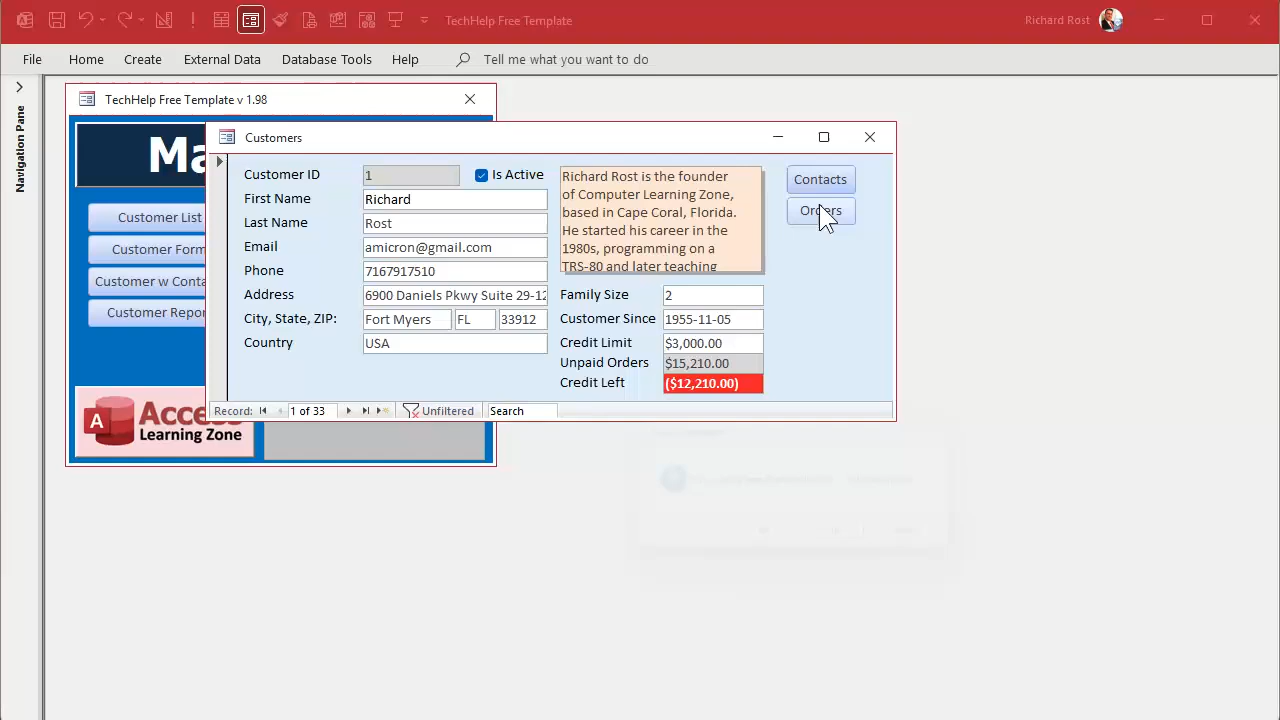 TechHelp Free Template
Richard Rost
File Home Create External Data Database Tools Help Tell me what you want to do
Navigation Pane
TechHelp Free Template v 1.98
Ma
Customer List
Customer Form
Customer w Conta
Customer Repor
Access
Learning Zone
A
Customers
Customer ID 1 Is Active
First Name Richard
Last Name Rost
Email amicron@gmail.com
Phone 7167917510
Address 6900 Daniels Pkwy Suite 29-12
City, State, ZIP: Fort Myers FL 33912
Country USA
Richard Rost is the founder
of Computer Learning Zone,
based in Cape Coral, Florida.
He started his career in the
1980s, programming on a
TRS-80 and later teaching
Family Size 2
Customer Since 1955-11-05
Credit Limit $3,000.00
Unpaid Orders $15,210.00
Credit Left ($12,210.00)
Contacts
Orders
Record: 1 of 33 Unfiltered Search